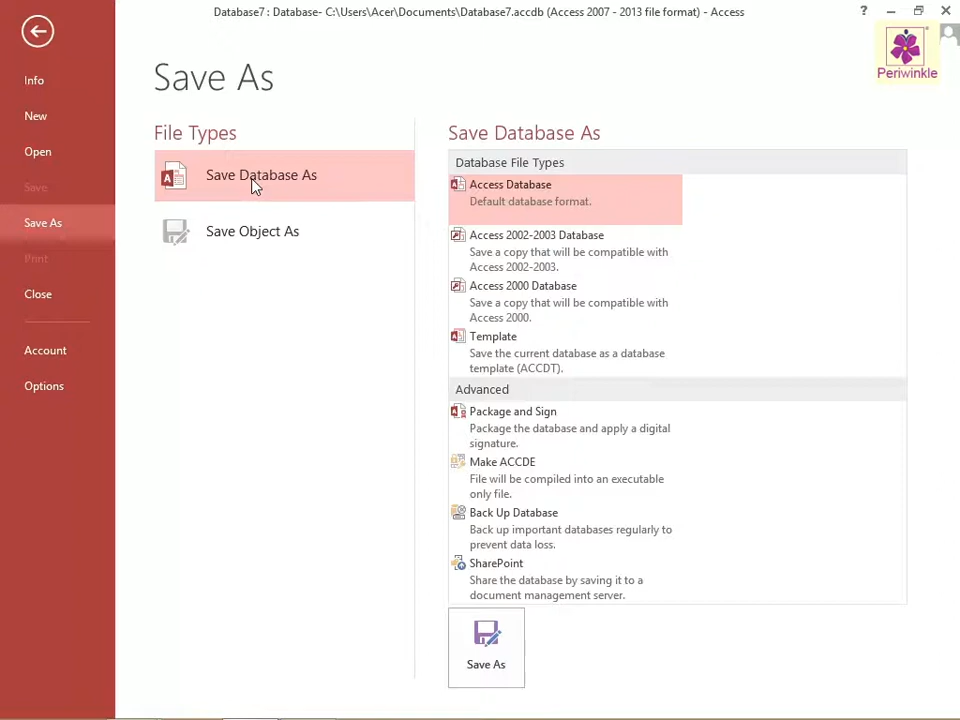 Database7 : Database- C:\Users\Acer\Documents\Database7.accdb (Access 2007 - 2013 file format) - Access
?
Periwinkle
Info
New
Open
Save
Save As
Print
Close
Account
Options
Save As
File Types
Save Database As
Save Object As
Save Database As
Database File Types
Access Database
Default database format.
Access 2002-2003 Database
Save a copy that will be compatible with
Access 2002-2003.
Access 2000 Database
Save a copy that will be compatible with
Access 2000.
Template
Save the current database as a database
template (ACCDT).
Advanced
Package and Sign
Package the database and apply a digital
signature.
Make ACCDE
File will be compiled into an executable
only file.
Back Up Database
Back up important databases regularly to
prevent data loss.
SharePoint
Share the database by saving it to a
document management server.
Save As